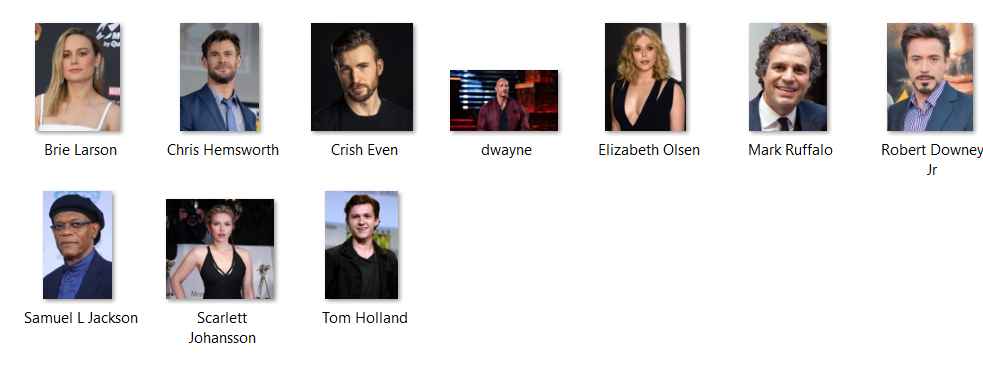 Brie Larson
Chris Hemsworth
Crish Even
dwayne
Elizabeth Olsen
Mark Ruffalo
Robert Downey
Jr
Samuel L Jackson
Scarlett
Johansson
Tom Holland